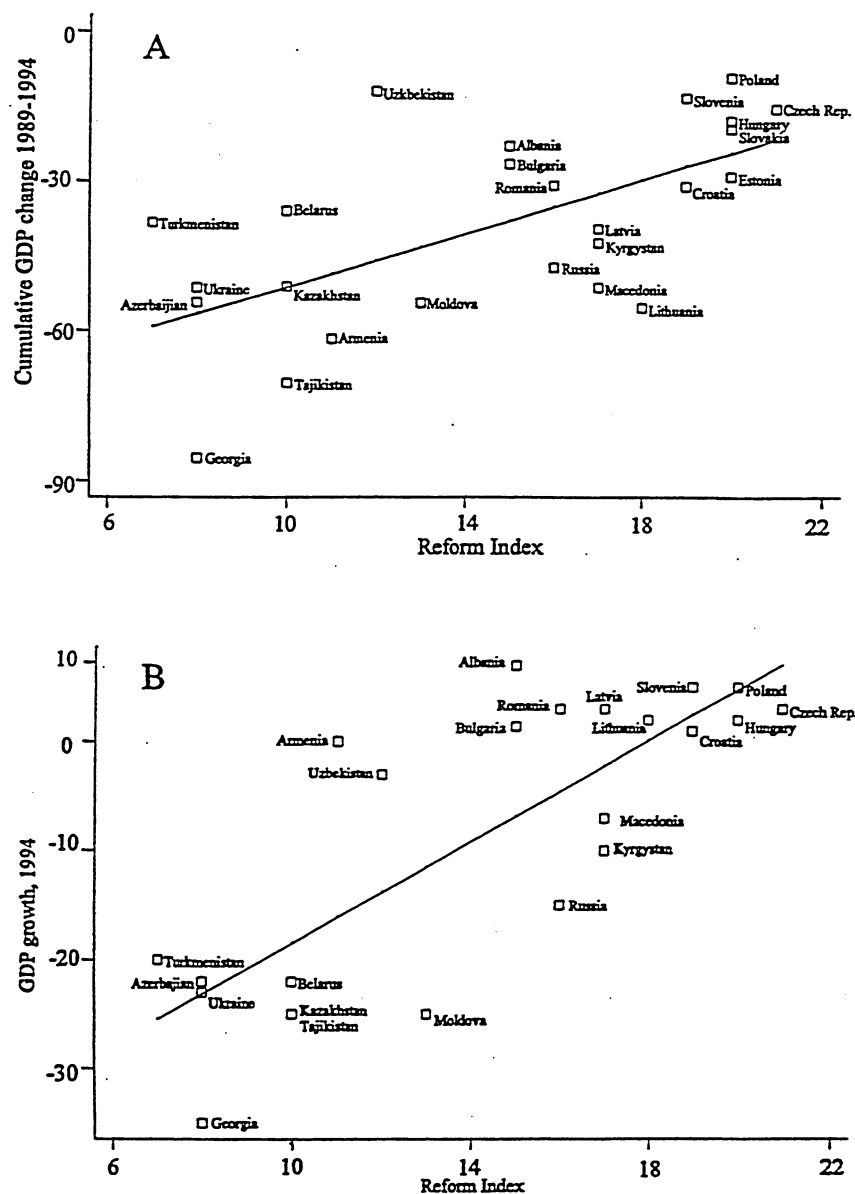 A
Cumulative GDP change 1989-1994
0
-30
-60
-90
Poland
Uzkbekistan
Slovenia
Czech Rep.
Hungary
Slovakia
Albania
Bulgaria
Romania
Estonia
Croatia
Turkmenistan
Belarus
Latvia
Kyrgystan
Russia
Ukraine
Azerbaijian
Kazakhstan
Macedonia
Moldova
Lithuania
Armenia
Tajikistan
Georgia
6 10 14 18 22
Reform Index
B
GDP growth, 1994
10
0
-10
-20
-30
Albania
Slovenia
Poland
Romania
Latvia
Czech Rep.
Bulgaria
Lithuania
Hungary
Croatia
Armenia
Uzbekistan
Macedonia
Kyrgystan
Russia
Turkmenistan
Azerbajian
Ukraine
Belarus
Kazakhstan
Tajikistan
Moldova
Georgia
6 10 14 18 22
Reform Index